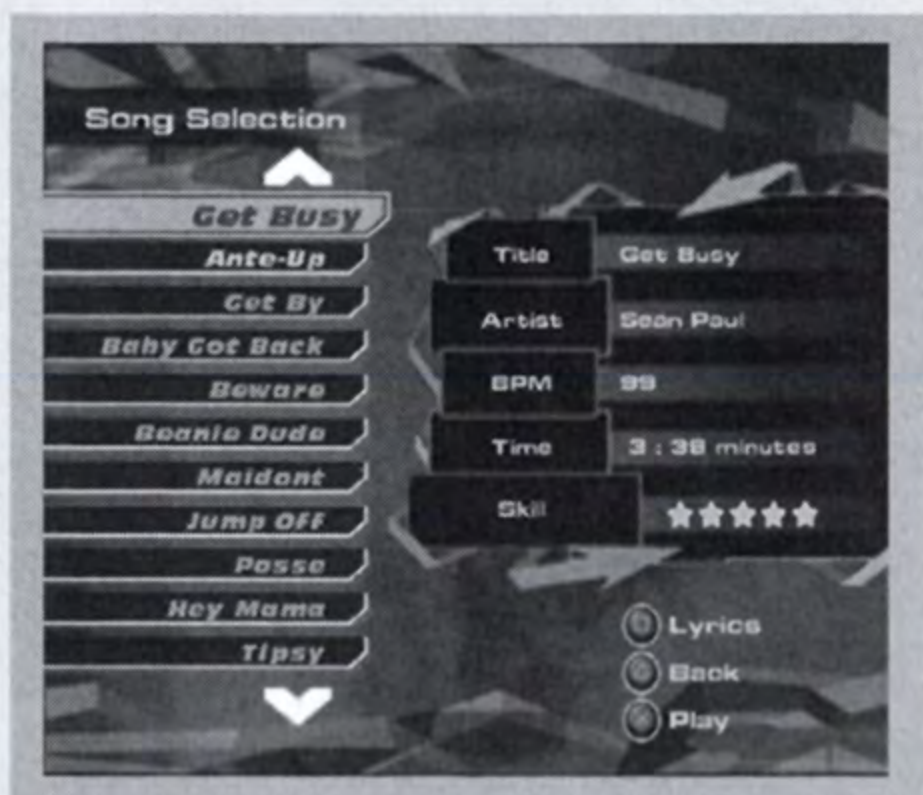 Song Selection
Get Busy
Ante-Up
Get By
Baby Got Back
Beware
Beanie Dude
Maident
Jump Off
Posse
Hey Mama
Tipsy
Title Get Busy
Artist Sean Paul
BPM 99
Time 3 : 38 minutes
Skill
Lyrics
Back
Play